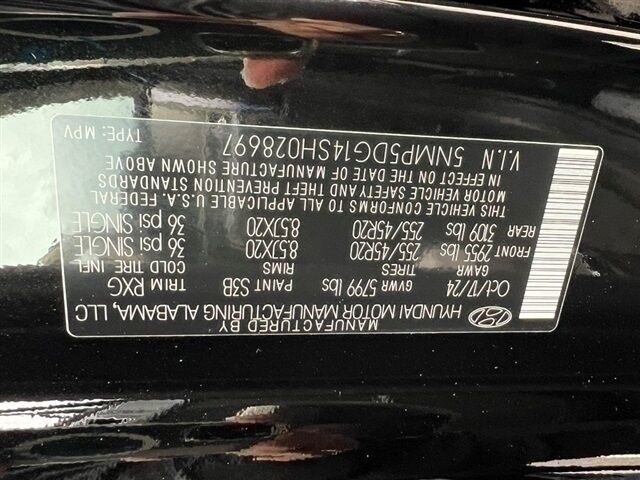 MANUFACTURED BY
HYUNDAI MOTOR MANUFACTURING ALABAMA, LLC
Oct/17/24 GVWR 5799 lbs PAINT S3B TRIM RXG
GAWR TIRES RIMS COLD TIRE INFL
FRONT 2955 lbs 255/45R20 8.5JX20 36 psi SINGLE
REAR 3109 lbs 255/45R20 8.5JX20 36 psi SINGLE
THIS VEHICLE CONFORMS TO ALL APPLICABLE U.S.A. FEDERAL
MOTOR VEHICLE SAFETY AND THEFT PREVENTION STANDARDS
IN EFFECT ON THE DATE OF MANUFACTURE SHOWN ABOVE
V.I.N 5NMP5DG14SH028697 TYPE: MPV